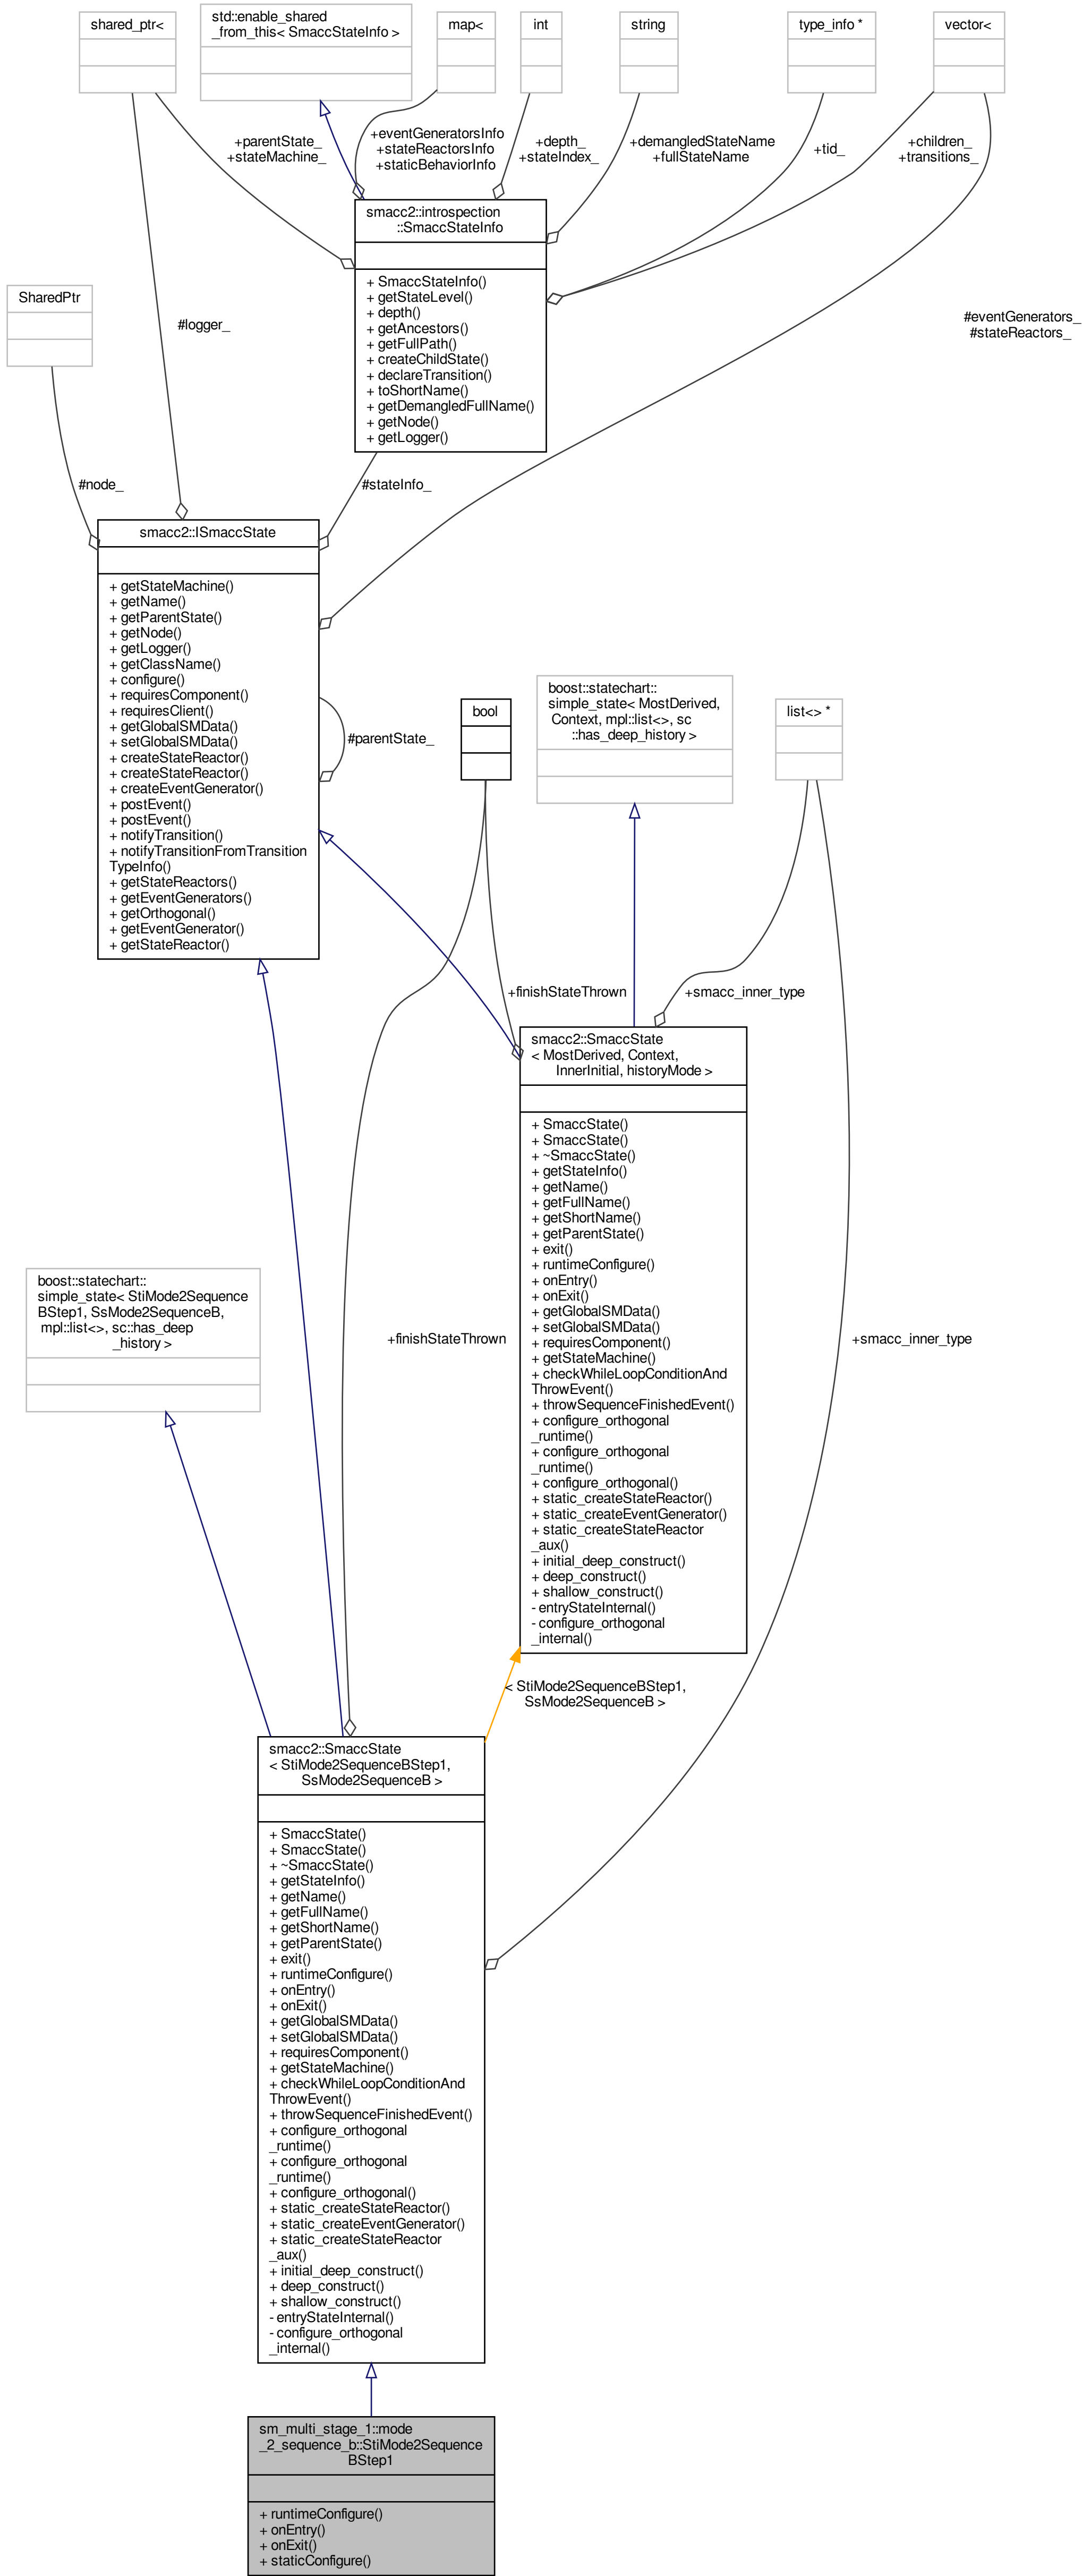 shared_ptr<
std::enable_shared
_from_this< SmaccStateInfo >
map<
int
string
type_info *
vector<
+parentState_
+stateMachine_
+eventGeneratorsInfo
+stateReactorsInfo
+staticBehaviorInfo
+depth_
+stateIndex_
+demangledStateName
+fullStateName
+tid_
+children_
+transitions_
smacc2::introspection
::SmaccStateInfo
+ SmaccStateInfo()
+ getStateLevel()
+ depth()
+ getAncestors()
+ getFullPath()
+ createChildState()
+ declareTransition()
+ toShortName()
+ getDemangledFullName()
+ getNode()
+ getLogger()
SharedPtr
#logger_
#eventGenerators_
#stateReactors_
#node_
#stateInfo_
smacc2::ISmaccState
+ getStateMachine()
+ getName()
+ getParentState()
+ getNode()
+ getLogger()
+ getClassName()
+ configure()
+ requiresComponent()
+ requiresClient()
+ getGlobalSMData()
+ setGlobalSMData()
+ createStateReactor()
+ createStateReactor()
+ createEventGenerator()
+ postEvent()
+ postEvent()
+ notifyTransition()
+ notifyTransitionFromTransition
TypeInfo()
+ getStateReactors()
+ getEventGenerators()
+ getOrthogonal()
+ getEventGenerator()
+ getStateReactor()
#parentState_
bool
boost::statechart::
simple_state< MostDerived,
Context, mpl::list<>, sc
::has_deep_history >
list<> *
+finishStateThrown
+smacc_inner_type
smacc2::SmaccState
< MostDerived, Context,
InnerInitial, historyMode >
+ SmaccState()
+ SmaccState()
+ ~SmaccState()
+ getStateInfo()
+ getName()
+ getFullName()
+ getShortName()
+ getParentState()
+ exit()
+ runtimeConfigure()
+ onEntry()
+ onExit()
+ getGlobalSMData()
+ setGlobalSMData()
+ requiresComponent()
+ getStateMachine()
+ checkWhileLoopConditionAnd
ThrowEvent()
+ throwSequenceFinishedEvent()
+ configure_orthogonal
_runtime()
+ configure_orthogonal
_runtime()
+ configure_orthogonal()
+ static_createStateReactor()
+ static_createEventGenerator()
+ static_createStateReactor
_aux()
+ initial_deep_construct()
+ deep_construct()
+ shallow_construct()
- entryStateInternal()
- configure_orthogonal
_internal()
boost::statechart::
simple_state< StiMode2Sequence
BStep1, SsMode2SequenceB,
mpl::list<>, sc::has_deep
_history >
+finishStateThrown
+smacc_inner_type
< StiMode2SequenceBStep1,
SsMode2SequenceB >
smacc2::SmaccState
< StiMode2SequenceBStep1,
SsMode2SequenceB >
+ SmaccState()
+ SmaccState()
+ ~SmaccState()
+ getStateInfo()
+ getName()
+ getFullName()
+ getShortName()
+ getParentState()
+ exit()
+ runtimeConfigure()
+ onEntry()
+ onExit()
+ getGlobalSMData()
+ setGlobalSMData()
+ requiresComponent()
+ getStateMachine()
+ checkWhileLoopConditionAnd
ThrowEvent()
+ throwSequenceFinishedEvent()
+ configure_orthogonal
_runtime()
+ configure_orthogonal
_runtime()
+ configure_orthogonal()
+ static_createStateReactor()
+ static_createEventGenerator()
+ static_createStateReactor
_aux()
+ initial_deep_construct()
+ deep_construct()
+ shallow_construct()
- entryStateInternal()
- configure_orthogonal
_internal()
sm_multi_stage_1::mode
_2_sequence_b::StiMode2Sequence
BStep1
+ runtimeConfigure()
+ onEntry()
+ onExit()
+ staticConfigure()